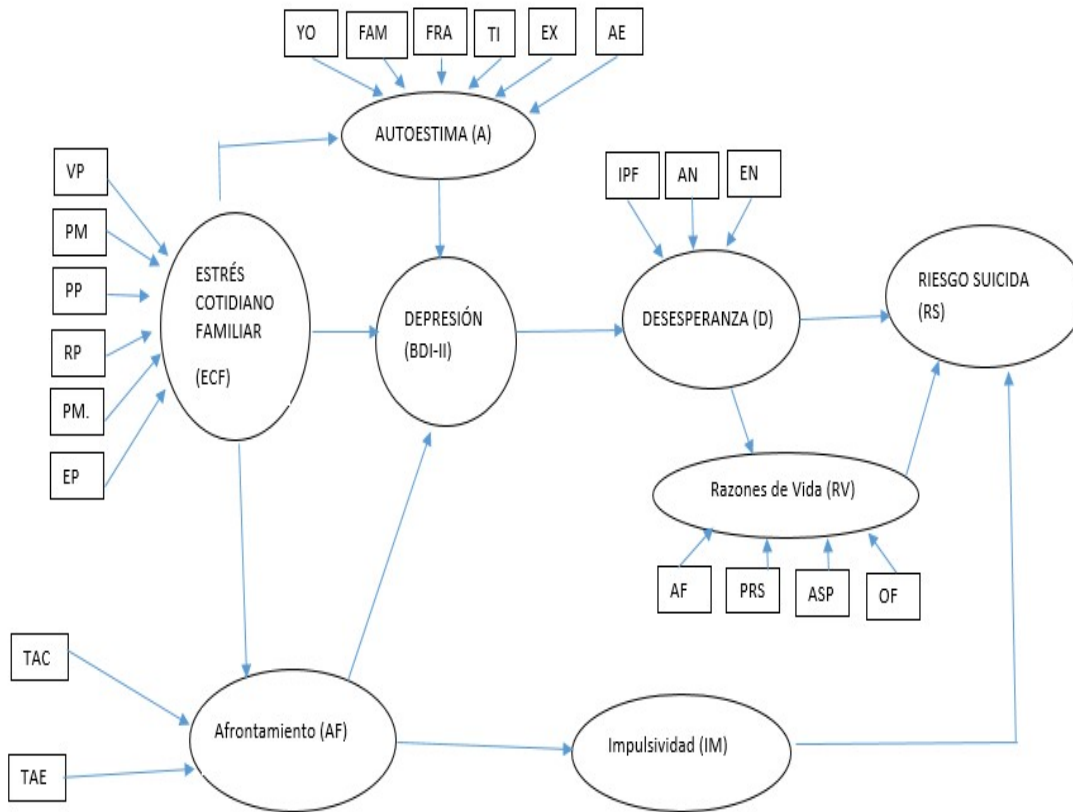 YO
FAM
FRA
TI
EX
AE
AUTOESTIMA (A)
VP
PM
PP
RP
PM.
EP
ESTRÉS
COTIDIANO
FAMILIAR
(ECF)
DEPRESIÓN
(BDI-II)
IPF
AN
EN
DESESPERANZA (D)
RIESGO SUICIDA
(RS)
Razones de Vida (RV)
AF
PRS
ASP
OF
TAC
TAE
Afrontamiento (AF)
Impulsividad (IM)